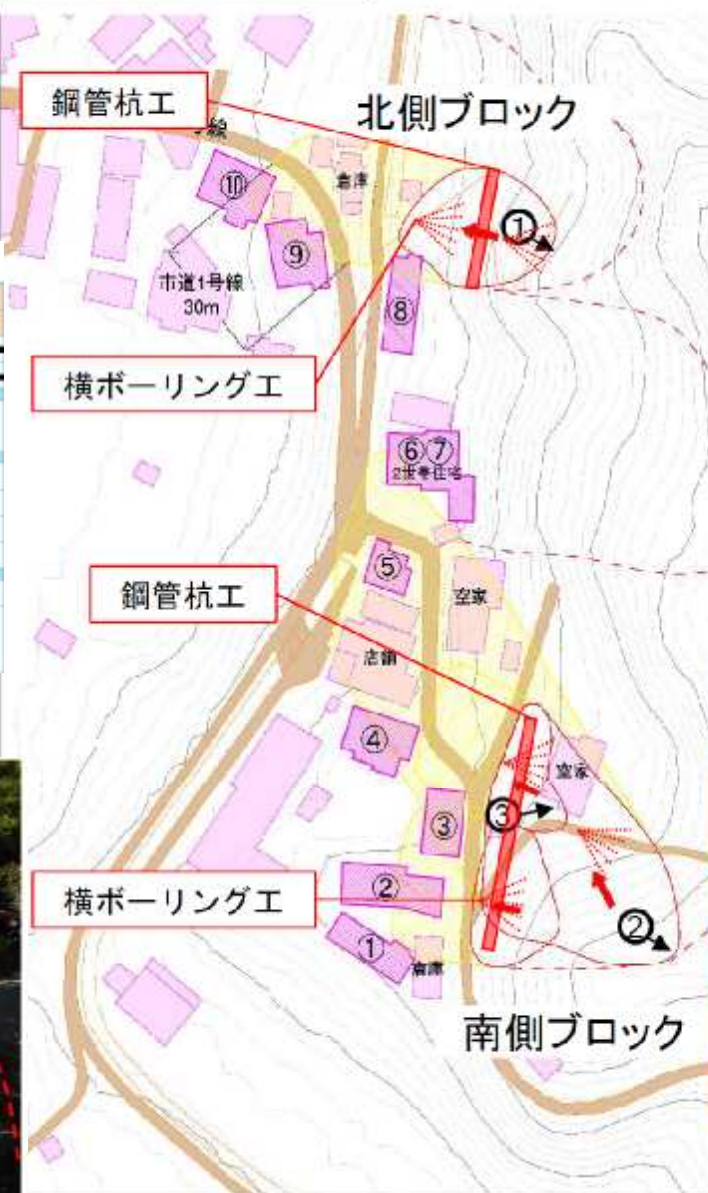 鋼管杭工
北側ブロック
号線
倉庫
①
⑩
⑨
市道1号線
30m
⑧
横ボーリング工
⑥⑦
2世帯住宅
⑤
鋼管杭工
空家
店舗
④
空家
③
③
横ボーリング工
②
②
①
倉庫
南側ブロック